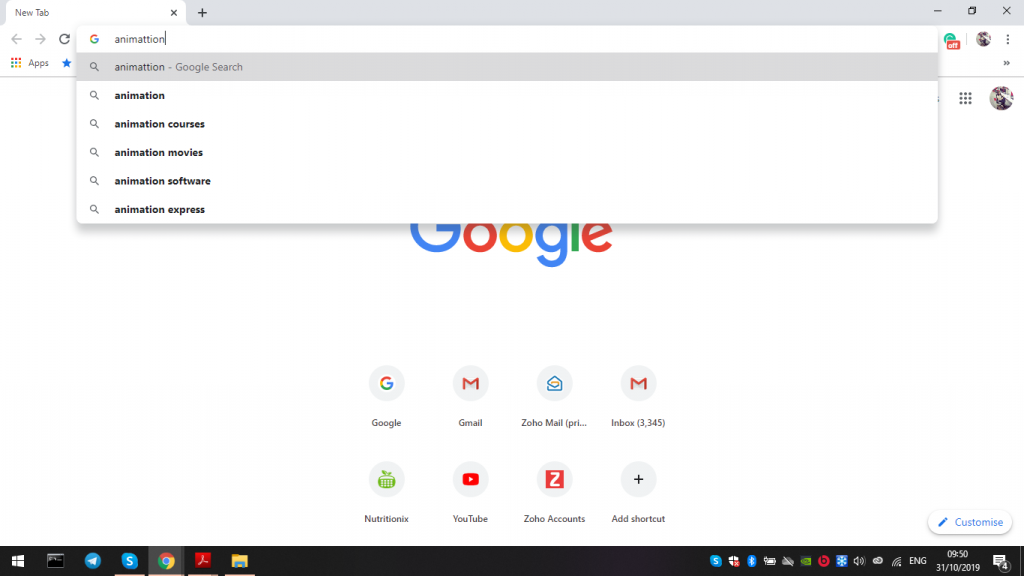 New Tab
animattion
off
Apps
animattion - Google Search
animation
animation courses
animation movies
animation software
animation express
Google
Google
Gmail
Zoho Mail (pri...
Inbox (3,345)
Nutritionix
YouTube
Zoho Accounts
Add shortcut
Customise
ENG
09:50
31/10/2019
4